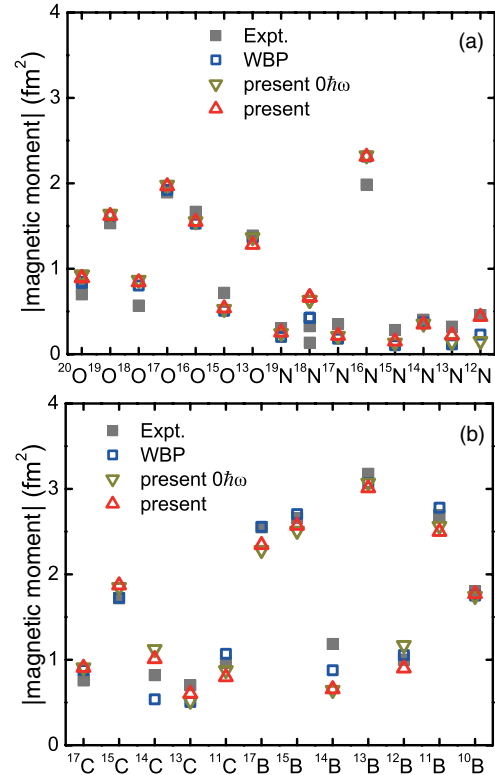 (a)
Expt.
WBP
present 0ħω
present
|magnetic moment| (fm²)
4
3
2
1
0
²⁰O ¹⁹O ¹⁸O ¹⁷O ¹⁶O ¹⁵O ¹³O ¹⁹N ¹⁸N ¹⁷N ¹⁶N ¹⁵N ¹⁴N ¹³N ¹²N
(b)
Expt.
WBP
present 0ħω
present
|magnetic moment| (fm²)
4
3
2
1
0
¹⁷C ¹⁵C ¹⁴C ¹³C ¹¹C ¹⁷B ¹⁵B ¹⁴B ¹³B ¹²B ¹¹B ¹⁰B